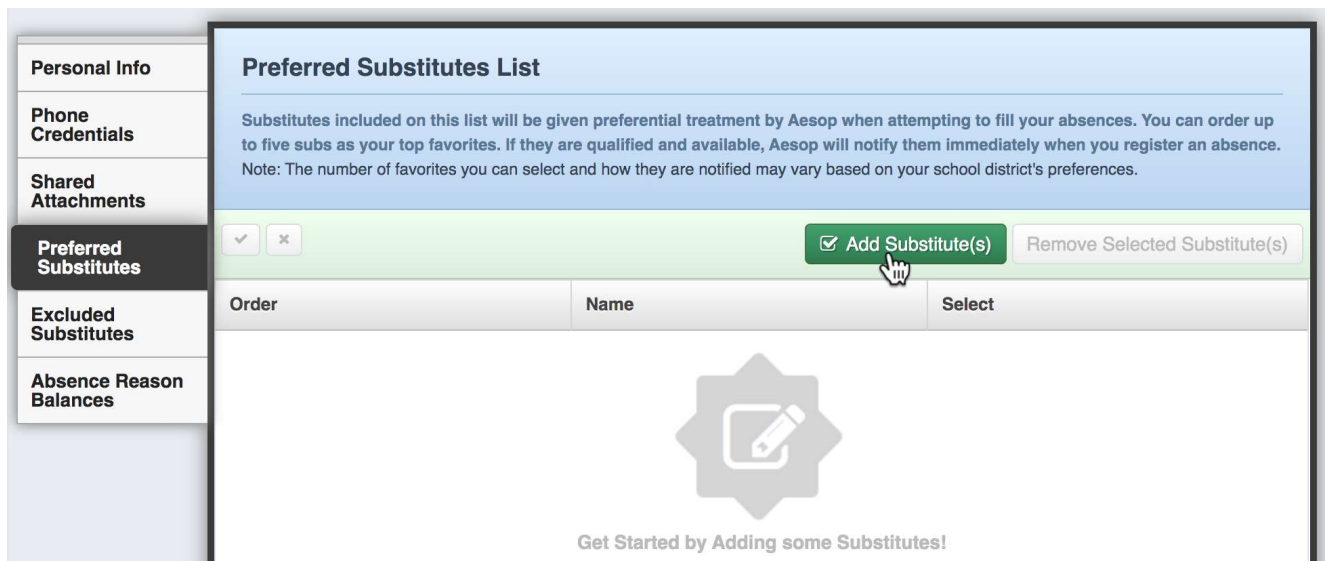 Personal Info
Phone
Credentials
Shared
Attachments
Preferred
Substitutes
Excluded
Substitutes
Absence Reason
Balances
Preferred Substitutes List
Substitutes included on this list will be given preferential treatment by Aesop when attempting to fill your absences. You can order up
to five subs as your top favorites. If they are qualified and available, Aesop will notify them immediately when you register an absence.
Note: The number of favorites you can select and how they are notified may vary based on your school district's preferences.
Add Substitute(s)
Remove Selected Substitute(s)
Order
Name
Select
Get Started by Adding some Substitutes!